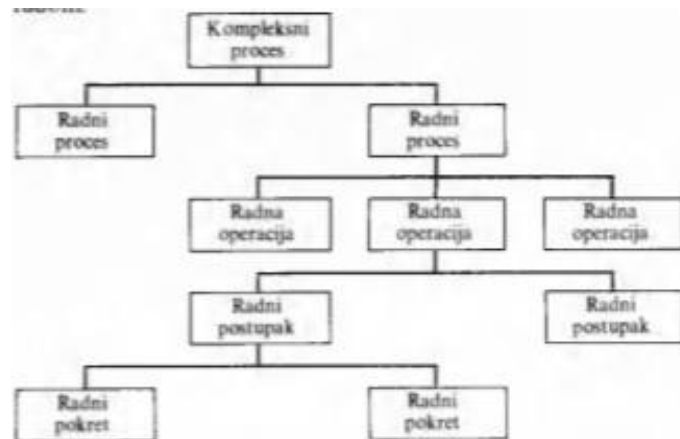 Kompleksni
proces
Radni
proces
Radni
proces
Radna
operacija
Radna
operacija
Radna
operacija
Radni
postupak
Radni
postupak
Radni
pokret
Radni
pokret